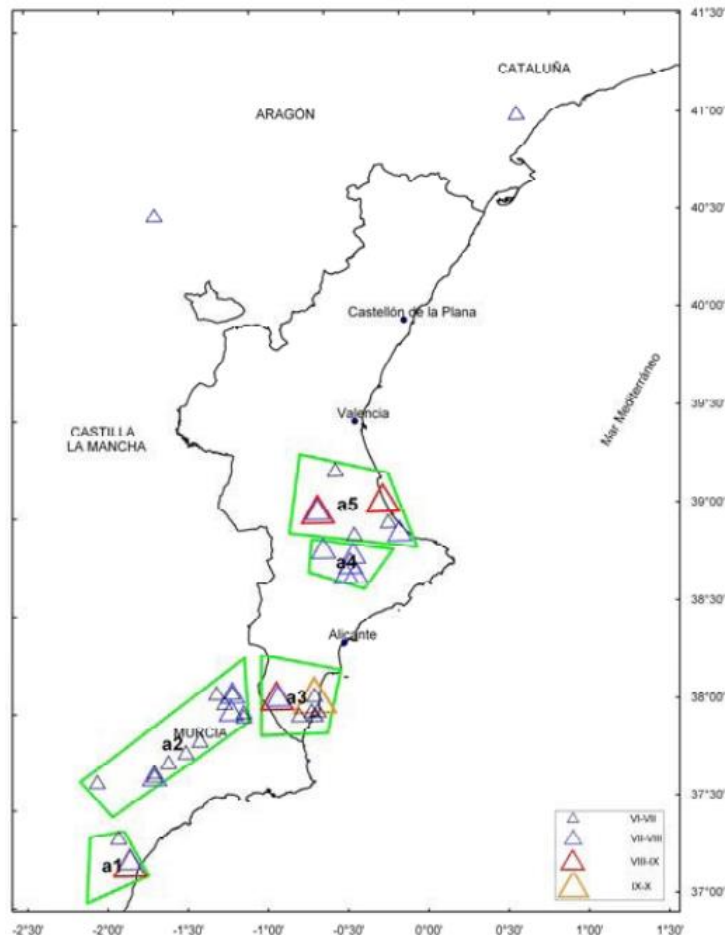 41°30'
CATALUÑA
ARAGÓN
41°00'
40°30'
40°00'
Castellón de la Plana
39°30'
Valencia
Mar Mediterráneo
CASTILLA
LA MANCHA
39°00'
a5
a4
38°30'
Alicante
38°00'
a3
MURCIA
a2
37°30'
a1
VI-VII
VII-VIII
VIII-IX
IX-X
37°00'
-2°30' -2°00' -1°30' -1°00' -0°30' 0°00' 0°30' 1°00' 1°30'